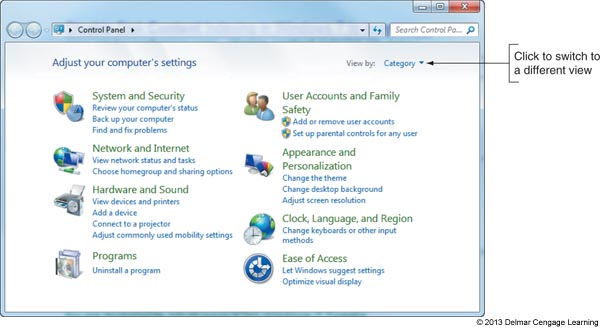 Control Panel
Search Control Pa...
Adjust your computer's settings
View by: Category
Click to switch to
a different view
System and Security
Review your computer's status
Back up your computer
Find and fix problems
Network and Internet
View network status and tasks
Choose homegroup and sharing options
Hardware and Sound
View devices and printers
Add a device
Connect to a projector
Adjust commonly used mobility settings
Programs
Uninstall a program
User Accounts and Family
Safety
Add or remove user accounts
Set up parental controls for any user
Appearance and
Personalization
Change the theme
Change desktop background
Adjust screen resolution
Clock, Language, and Region
Change keyboards or other input
methods
Ease of Access
Let Windows suggest settings
Optimize visual display
© 2013 Delmar Cengage Learning